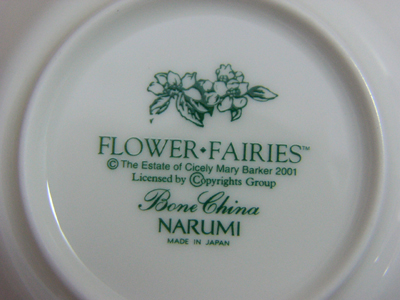 FLOWER•FAIRIES™
© The Estate of Cicely Mary Barker 2001
Licensed by ©opyrights Group
Bone China
NARUMI
MADE IN JAPAN